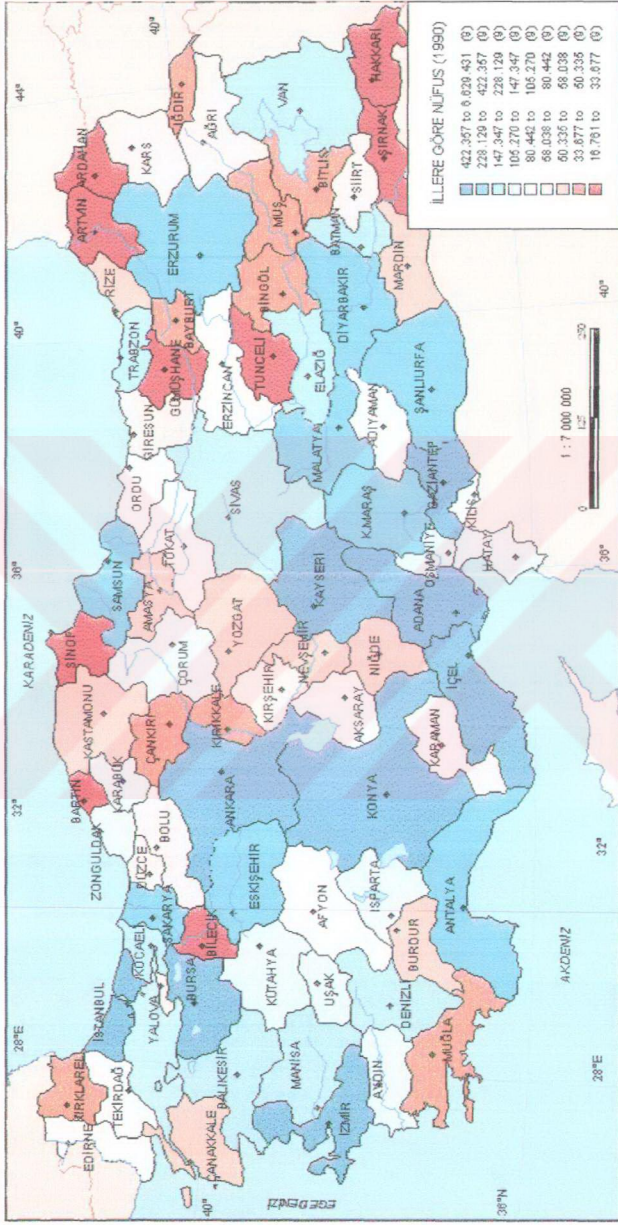 KARADENİZ
28°E
32°
36°
40°
44°
40°
KIRKLARELİ
EDİRNE
TEKİRDAĞ
İSTANBUL
KOCAELİ
YALOVA
SAKARYA
DÜZCE
ZONGULDAK
BARTIN
KARABÜK
BOLU
KASTAMONU
ÇANKIRI
SİNOP
SAMSUN
AMASYA
ÇORUM
TOKAT
ORDU
GİRESUN
TRABZON
GÜMÜŞHANE
BAYBURT
RİZE
ARTVİN
ARDAHAN
KARS
IĞDIR
AĞRI
ERZURUM
ERZİNCAN
TUNCELİ
BİNGÖL
MUŞ
BİTLİS
VAN
HAKKARİ
ŞIRNAK
SİİRT
BATMAN
MARDİN
DİYARBAKIR
ELAZIĞ
MALATYA
ADIYAMAN
ŞANLIURFA
GAZİANTEP
KİLİS
K.MARAŞ
OSMANİYE
HATAY
ADANA
İÇEL
KAYSERİ
SİVAS
YOZGAT
NEVŞEHİR
NİĞDE
KIRŞEHİR
KIRIKKALE
AKSARAY
KARAMAN
KONYA
ANKARA
ESKİŞEHİR
BİLECİK
BURSA
BALIKESİR
ÇANAKKALE
KÜTAHYA
AFYON
UŞAK
MANİSA
İZMİR
AYDIN
DENİZLİ
MUĞLA
BURDUR
ISPARTA
ANTALYA
EGE DENİZİ
AKDENİZ
40°
36°N
28°E
32°
36°
40°
1 : 7 000 000
0 125 250
İLLERE GÖRE NÜFUS (1990)
422.357 to 6.629.431 (9)
228.129 to 422.357 (9)
147.347 to 228.129 (9)
105.270 to 147.347 (9)
80.442 to 105.270 (9)
68.038 to 80.442 (9)
50.335 to 68.038 (9)
33.677 to 50.335 (9)
16.761 to 33.677 (9)